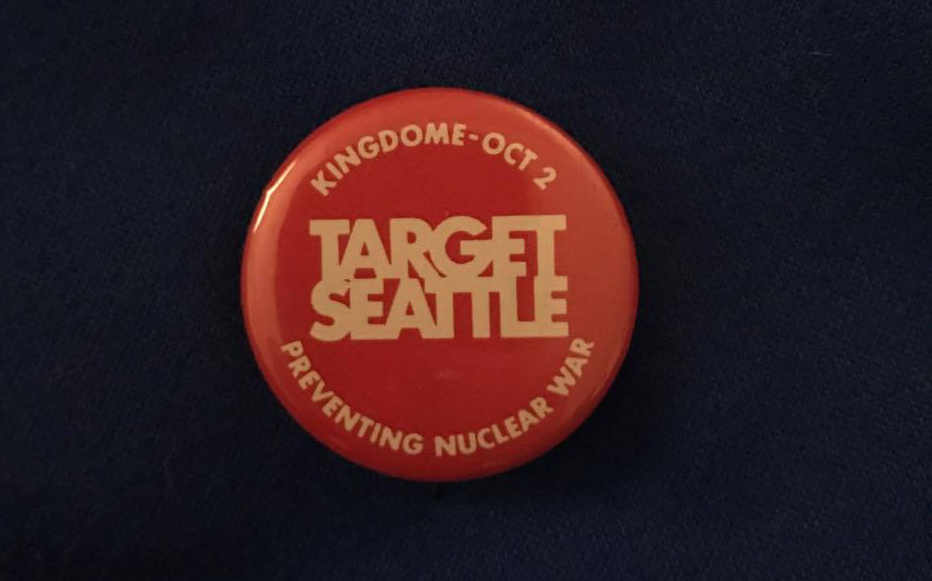 KINGDOME-OCT 2
TARGET
SEATTLE
PREVENTING NUCLEAR WAR